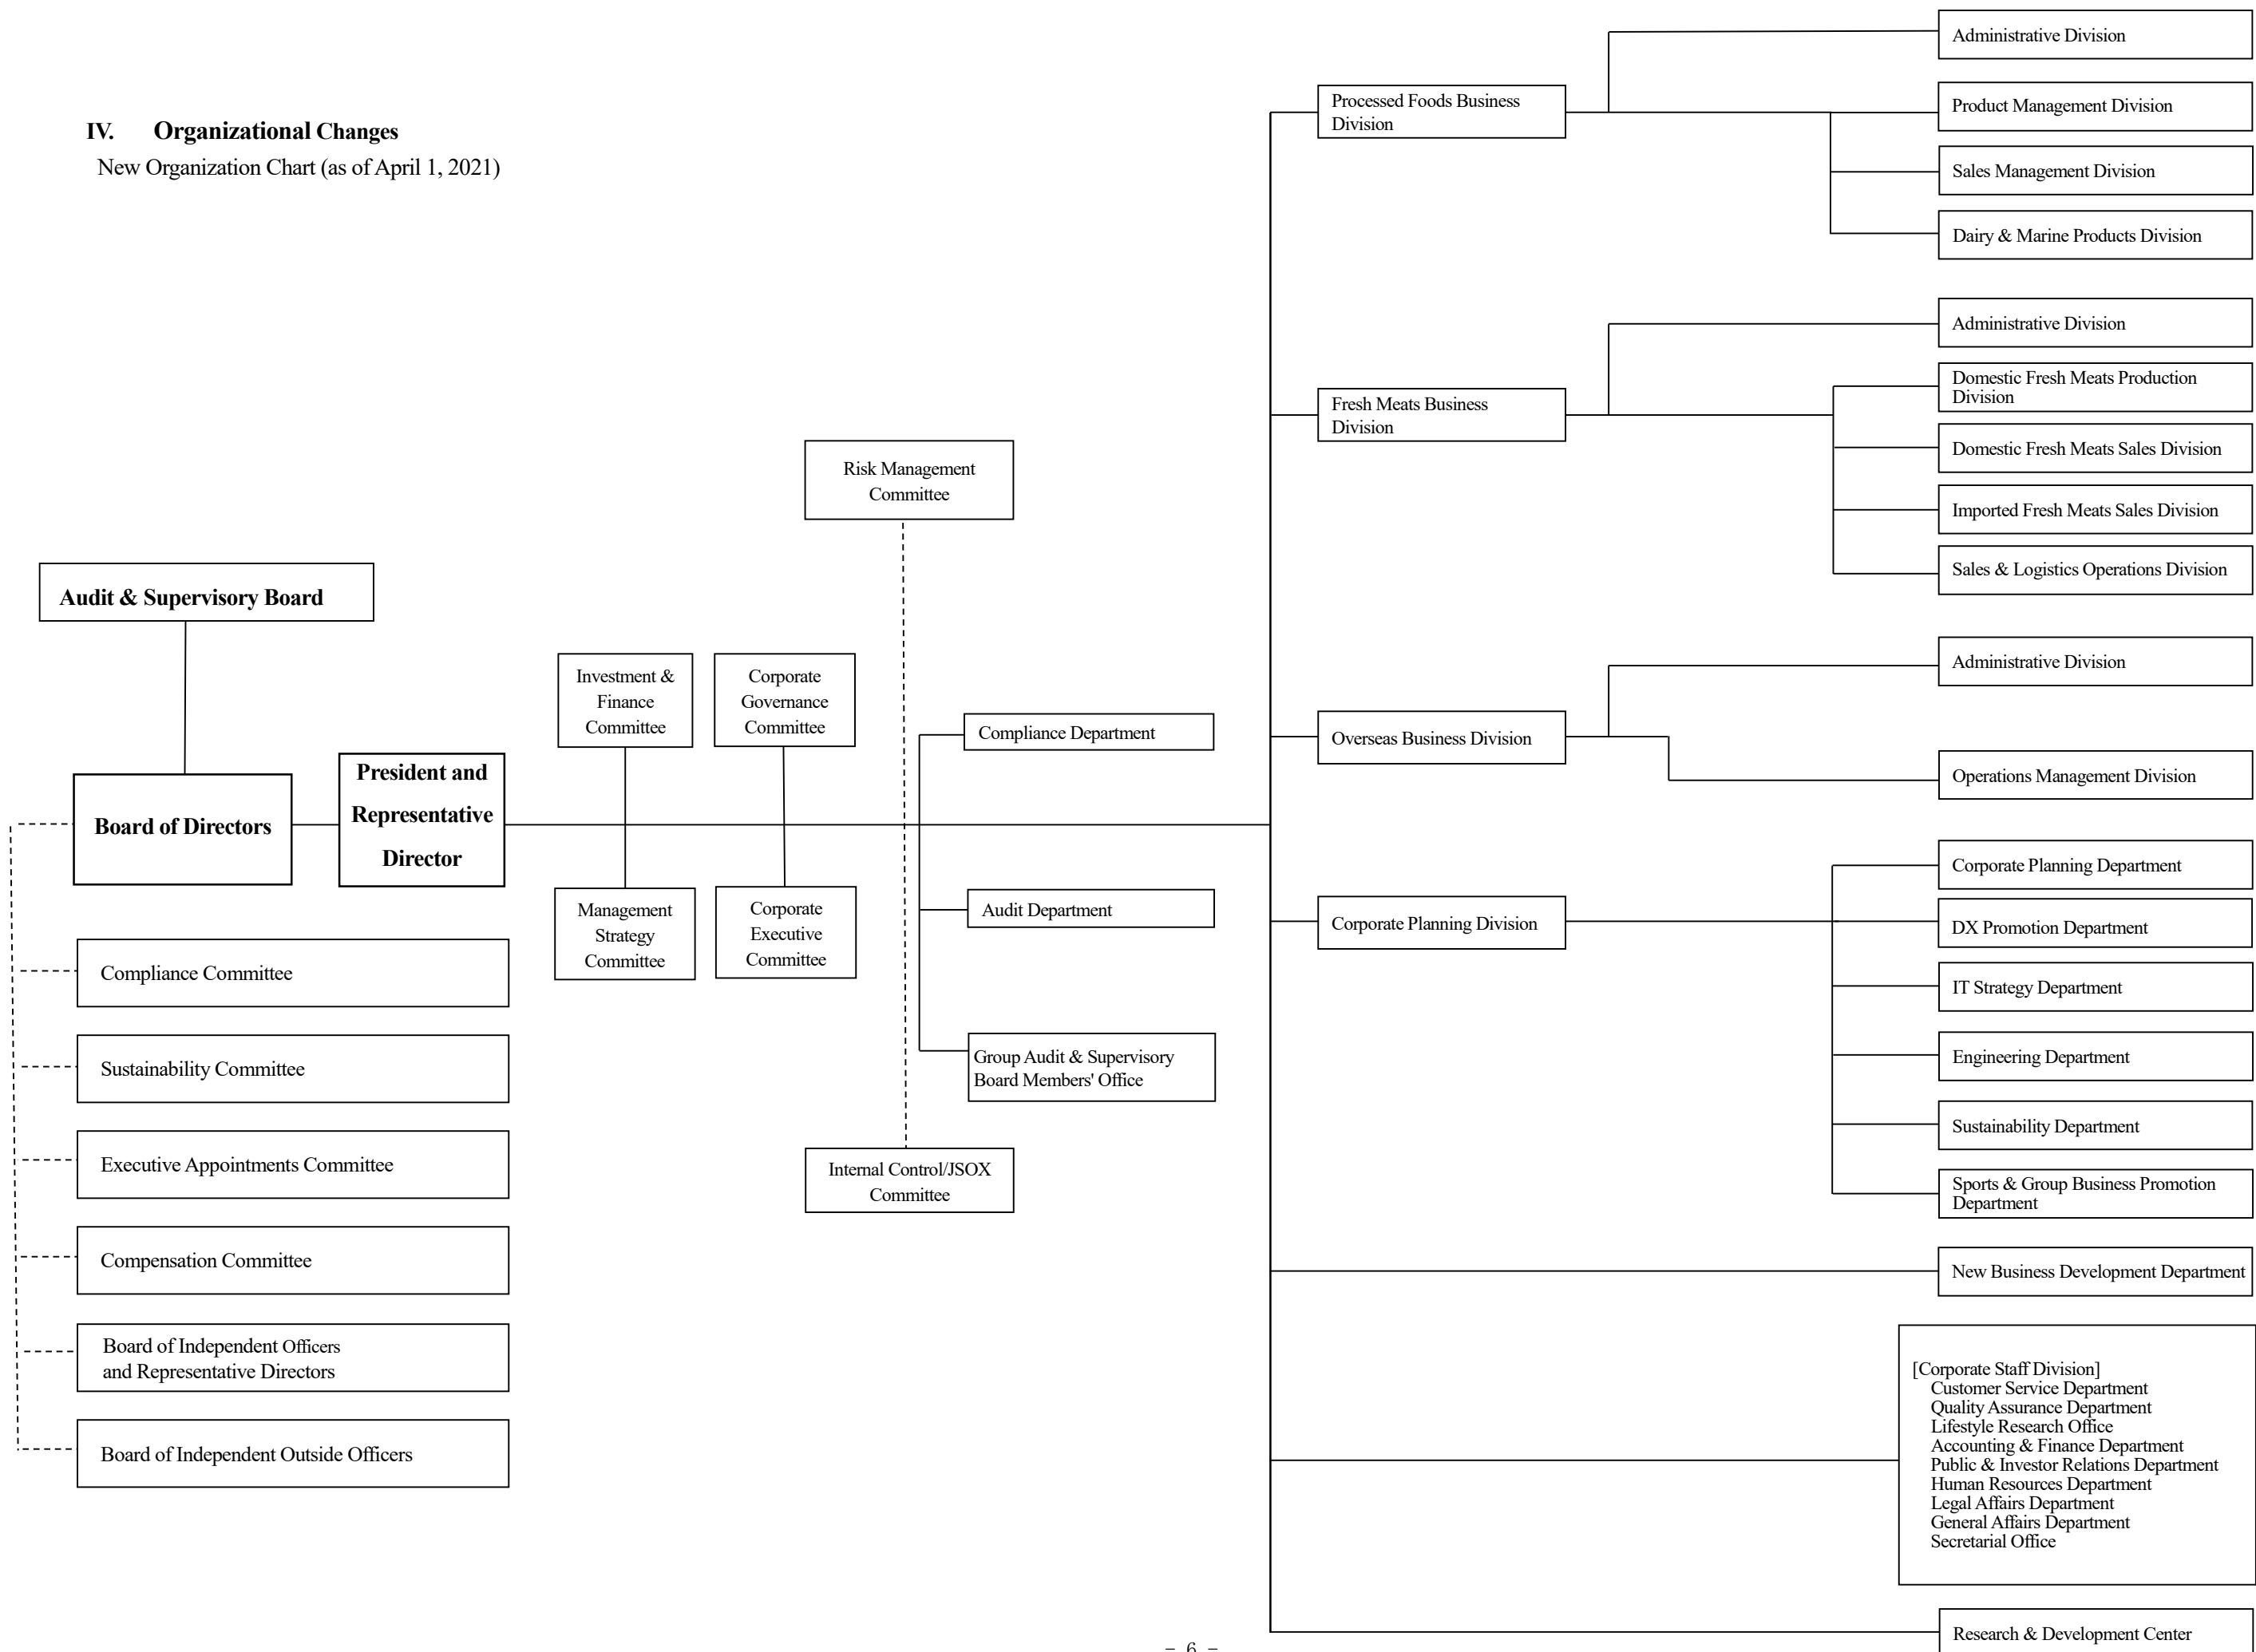 IV. Organizational Changes
New Organization Chart (as of April 1, 2021)
Audit & Supervisory Board
Board of Directors
President and
Representative
Director
Compliance Committee
Sustainability Committee
Executive Appointments Committee
Compensation Committee
Board of Independent Officers
and Representative Directors
Board of Independent Outside Officers
Investment &
Finance
Committee
Corporate
Governance
Committee
Management
Strategy
Committee
Corporate
Executive
Committee
Risk Management
Committee
Compliance Department
Audit Department
Group Audit & Supervisory
Board Members' Office
Internal Control/JSOX
Committee
Processed Foods Business
Division
Administrative Division
Product Management Division
Sales Management Division
Dairy & Marine Products Division
Fresh Meats Business
Division
Administrative Division
Domestic Fresh Meats Production
Division
Domestic Fresh Meats Sales Division
Imported Fresh Meats Sales Division
Sales & Logistics Operations Division
Overseas Business Division
Administrative Division
Operations Management Division
Corporate Planning Division
Corporate Planning Department
DX Promotion Department
IT Strategy Department
Engineering Department
Sustainability Department
Sports & Group Business Promotion
Department
New Business Development Department
[Corporate Staff Division]
Customer Service Department
Quality Assurance Department
Lifestyle Research Office
Accounting & Finance Department
Public & Investor Relations Department
Human Resources Department
Legal Affairs Department
General Affairs Department
Secretarial Office
Research & Development Center
- 6 -